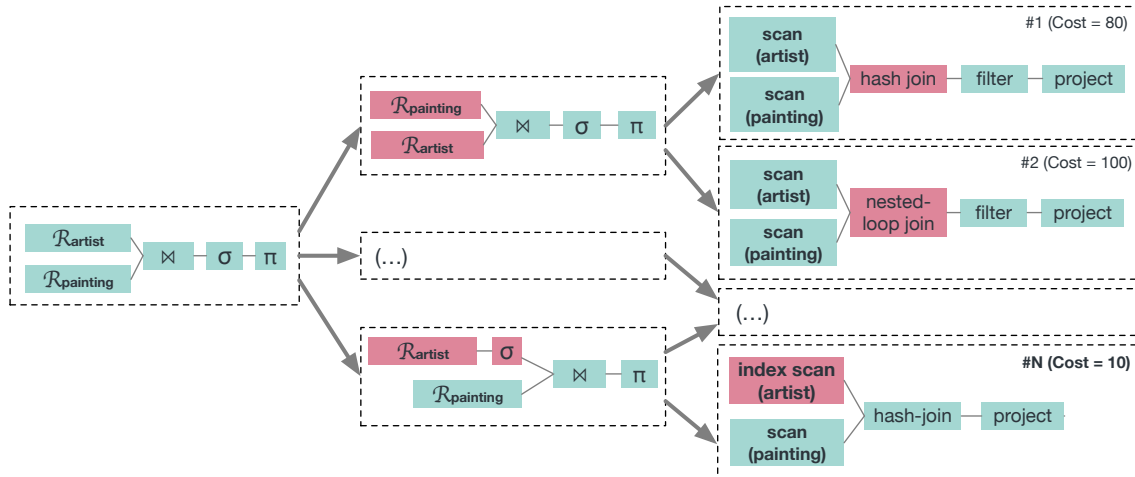 ℛartist
ℛpainting
⋈
σ
π
ℛpainting
ℛartist
⋈
σ
π
(...)
ℛartist
σ
ℛpainting
⋈
π
#1 (Cost = 80)
scan
(artist)
scan
(painting)
hash join
filter
project
#2 (Cost = 100)
scan
(artist)
scan
(painting)
nested-
loop join
filter
project
(...)
#N (Cost = 10)
index scan
(artist)
scan
(painting)
hash-join
project